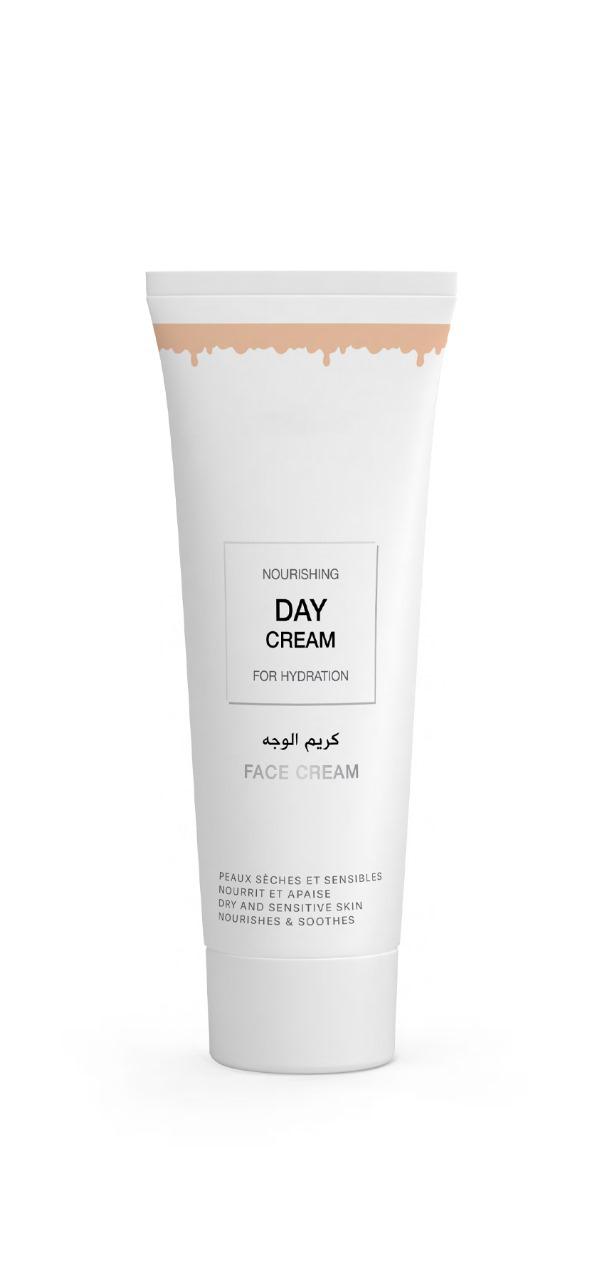 NOURISHING
DAY
CREAM
FOR HYDRATION
كريم الوجه
FACE CREAM
PEAUX SÈCHES ET SENSIBLES
NOURRIT ET APAISE
DRY AND SENSITIVE SKIN
NOURISHES & SOOTHES